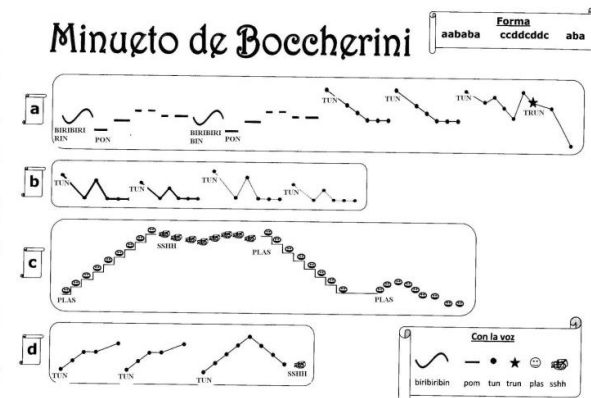 Minueto de Boccherini
Forma
aababa ccddcddc aba
a
TUN TUN TUN
TRUN
BIRIBIRI BIRIBIRI
RIN PON BIN PON
b
TUN TUN TUN TUN
c
SSHH
PLAS
PLAS PLAS
d
SSHH
TUN TUN TUN
Con la voz
biribiribin pom tun trun plas sshh